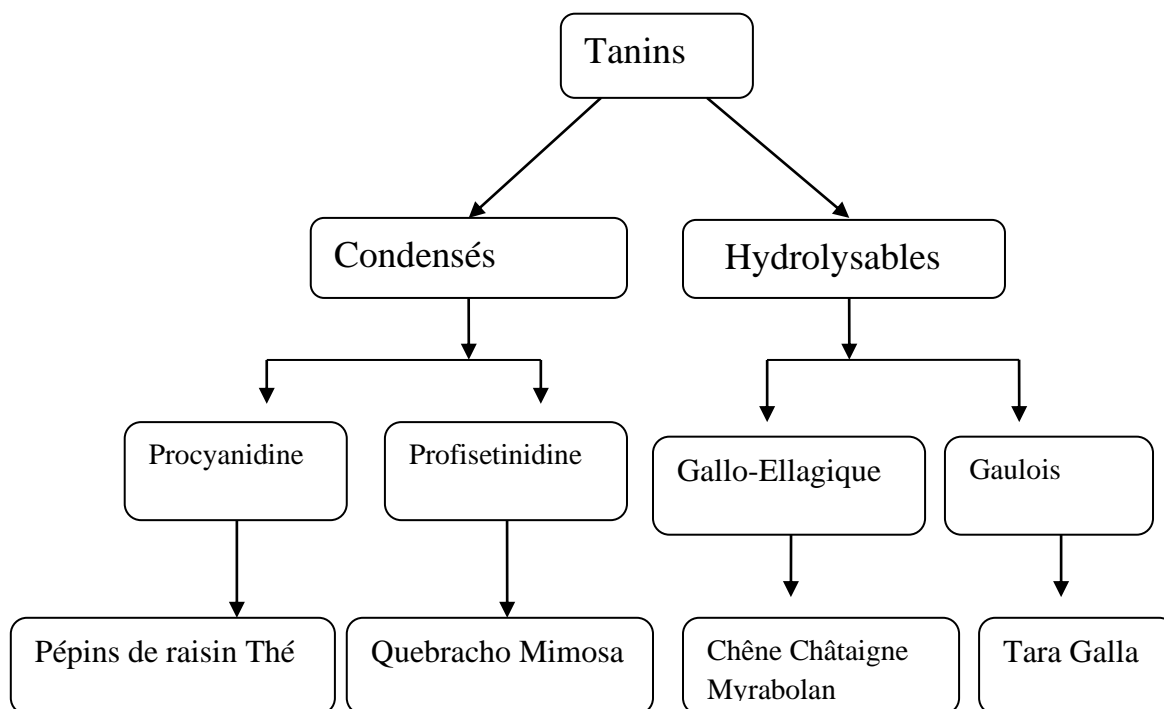 Tanins
Condensés
Hydrolysables
Procyanidine
Profisetinidine
Gallo-Ellagique
Gaulois
Pépins de raisin Thé
Quebracho Mimosa
Chêne Châtaigne
Myrabolan
Tara Galla